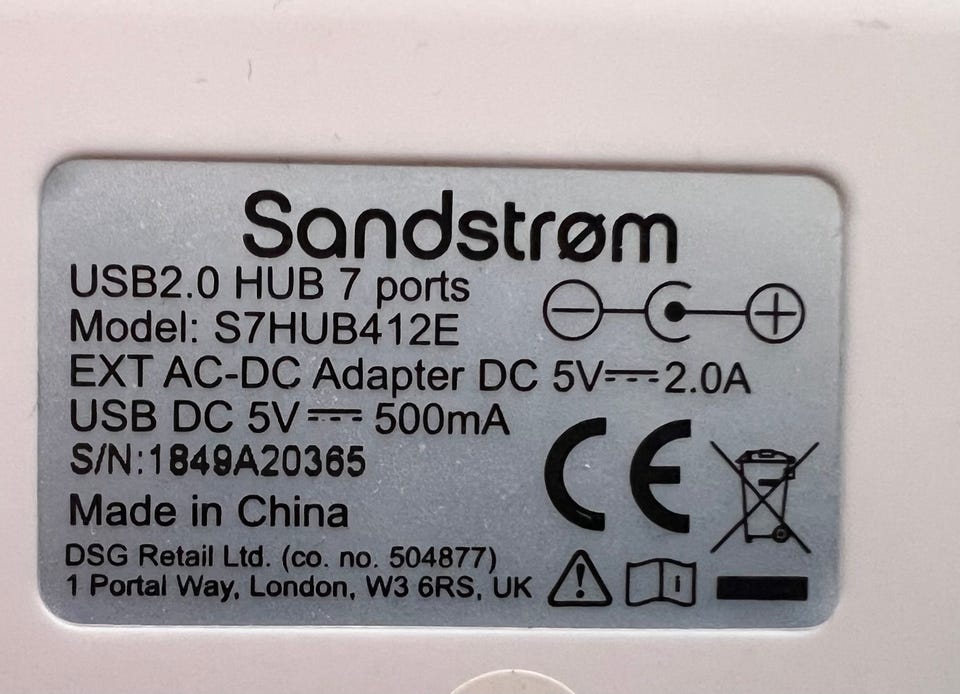 Sandstrøm
USB2.0 HUB 7 ports
Model: S7HUB412E
EXT AC-DC Adapter DC 5V⎓2.0A
USB DC 5V⎓ 500mA
S/N:1849A20365
Made in China
DSG Retail Ltd. (co. no. 504877)
1 Portal Way, London, W3 6RS, UK
CE